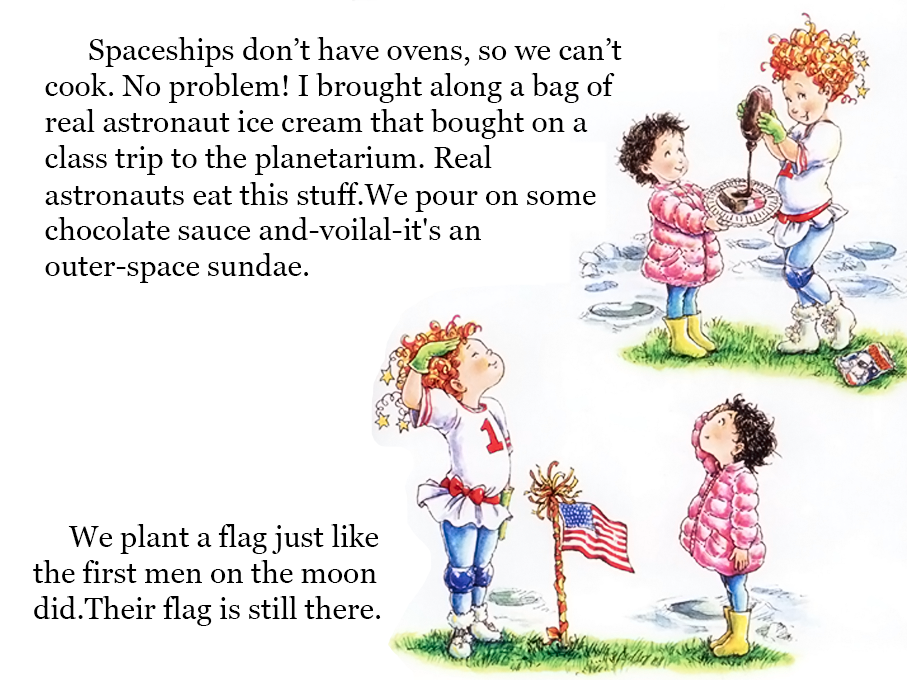 Spaceships don’t have ovens, so we can’t
cook. No problem! I brought along a bag of
real astronaut ice cream that bought on a
class trip to the planetarium. Real
astronauts eat this stuff.We pour on some
chocolate sauce and-voilal-it's an
outer-space sundae.
1
We plant a flag just like
the first men on the moon
did.Their flag is still there.